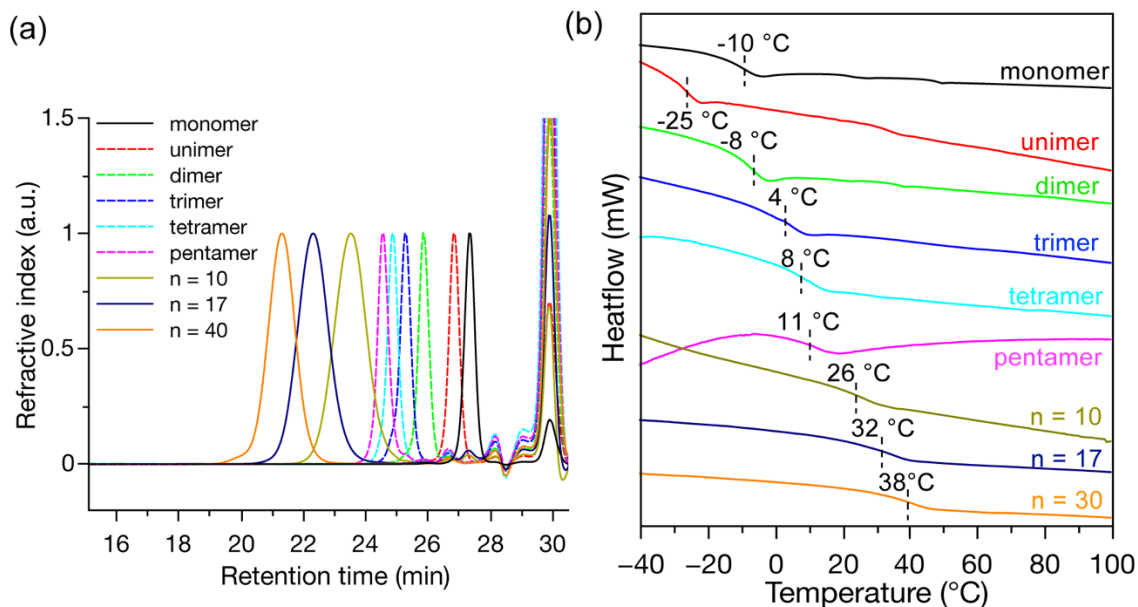 (a)
1.5
1
0.5
0
Refractive index (a.u.)
monomer
unimer
dimer
trimer
tetramer
pentamer
n = 10
n = 17
n = 40
16 18 20 22 24 26 28 30
Retention time (min)
(b)
Heatflow (mW)
-10 °C
monomer
-25 °C
unimer
-8 °C
dimer
4 °C
trimer
8 °C
tetramer
11 °C
pentamer
26 °C
n = 10
32 °C
n = 17
38°C
n = 30
−40 −20 0 20 40 60 80 100
Temperature (°C)